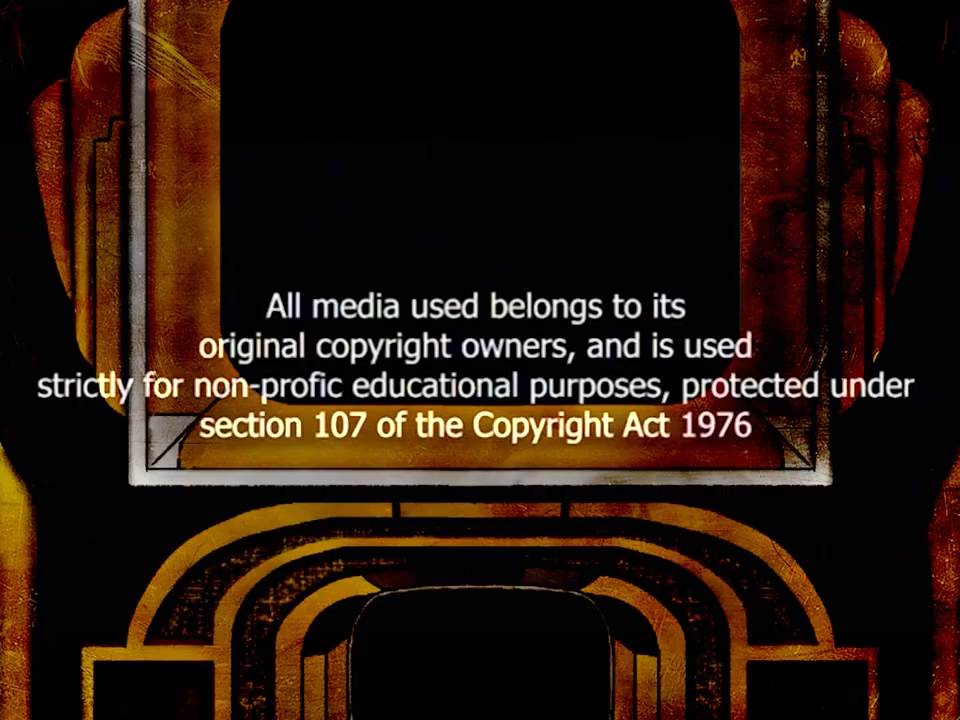 All media used belongs to its
original copyright owners, and is used
strictly for non-profic educational purposes, protected under
section 107 of the Copyright Act 1976